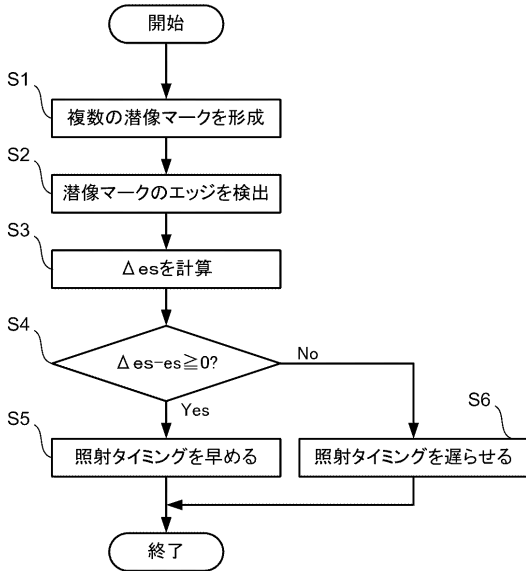 開始
S1
複数の潜像マークを形成
S2
潜像マークのエッジを検出
S3
Δesを計算
S4
Δes-es≧0?
No
Yes
S5
照射タイミングを早める
S6
照射タイミングを遅らせる
終了